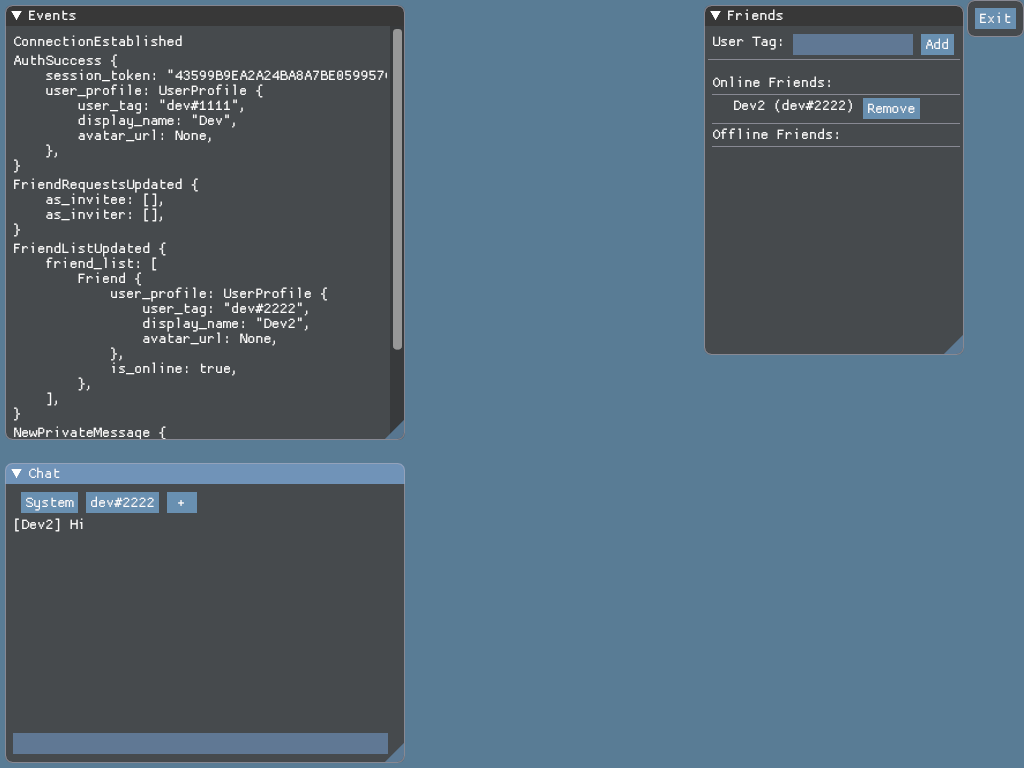 Events
ConnectionEstablished
AuthSuccess {
    session_token: "43599B9EA2A24BA8A7BE059957
    user_profile: UserProfile {
        user_tag: "dev#1111",
        display_name: "Dev",
        avatar_url: None,
    },
}
FriendRequestsUpdated {
    as_invitee: [],
    as_inviter: [],
}
FriendListUpdated {
    friend_list: [
        Friend {
            user_profile: UserProfile {
                user_tag: "dev#2222",
                display_name: "Dev2",
                avatar_url: None,
            },
            is_online: true,
        },
    ],
}
NewPrivateMessage {
Chat
System dev#2222 +
[Dev2] Hi
Friends
User Tag: Add
Online Friends:
Dev2 (dev#2222) Remove
Offline Friends:
Exit